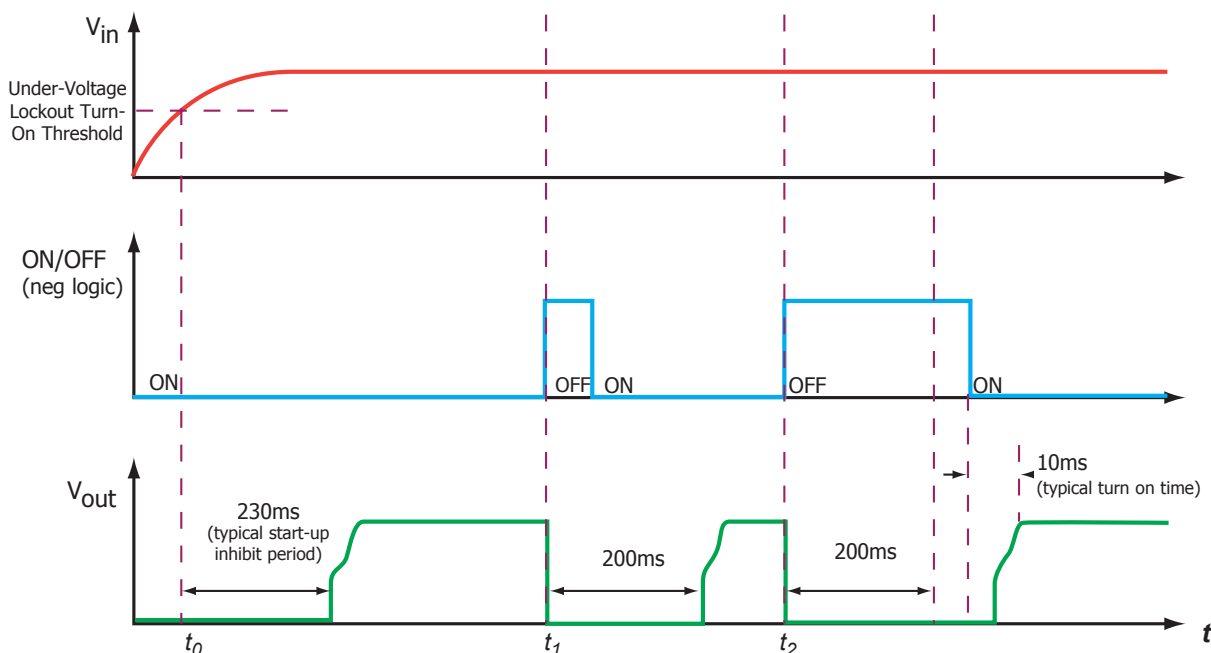 Vin
Under-Voltage
Lockout Turn-
On Threshold
ON/OFF
(neg logic)
ON
OFF
ON
OFF
ON
Vout
230ms
(typical start-up
inhibit period)
200ms
200ms
10ms
(typical turn on time)
t0
t1
t2
t